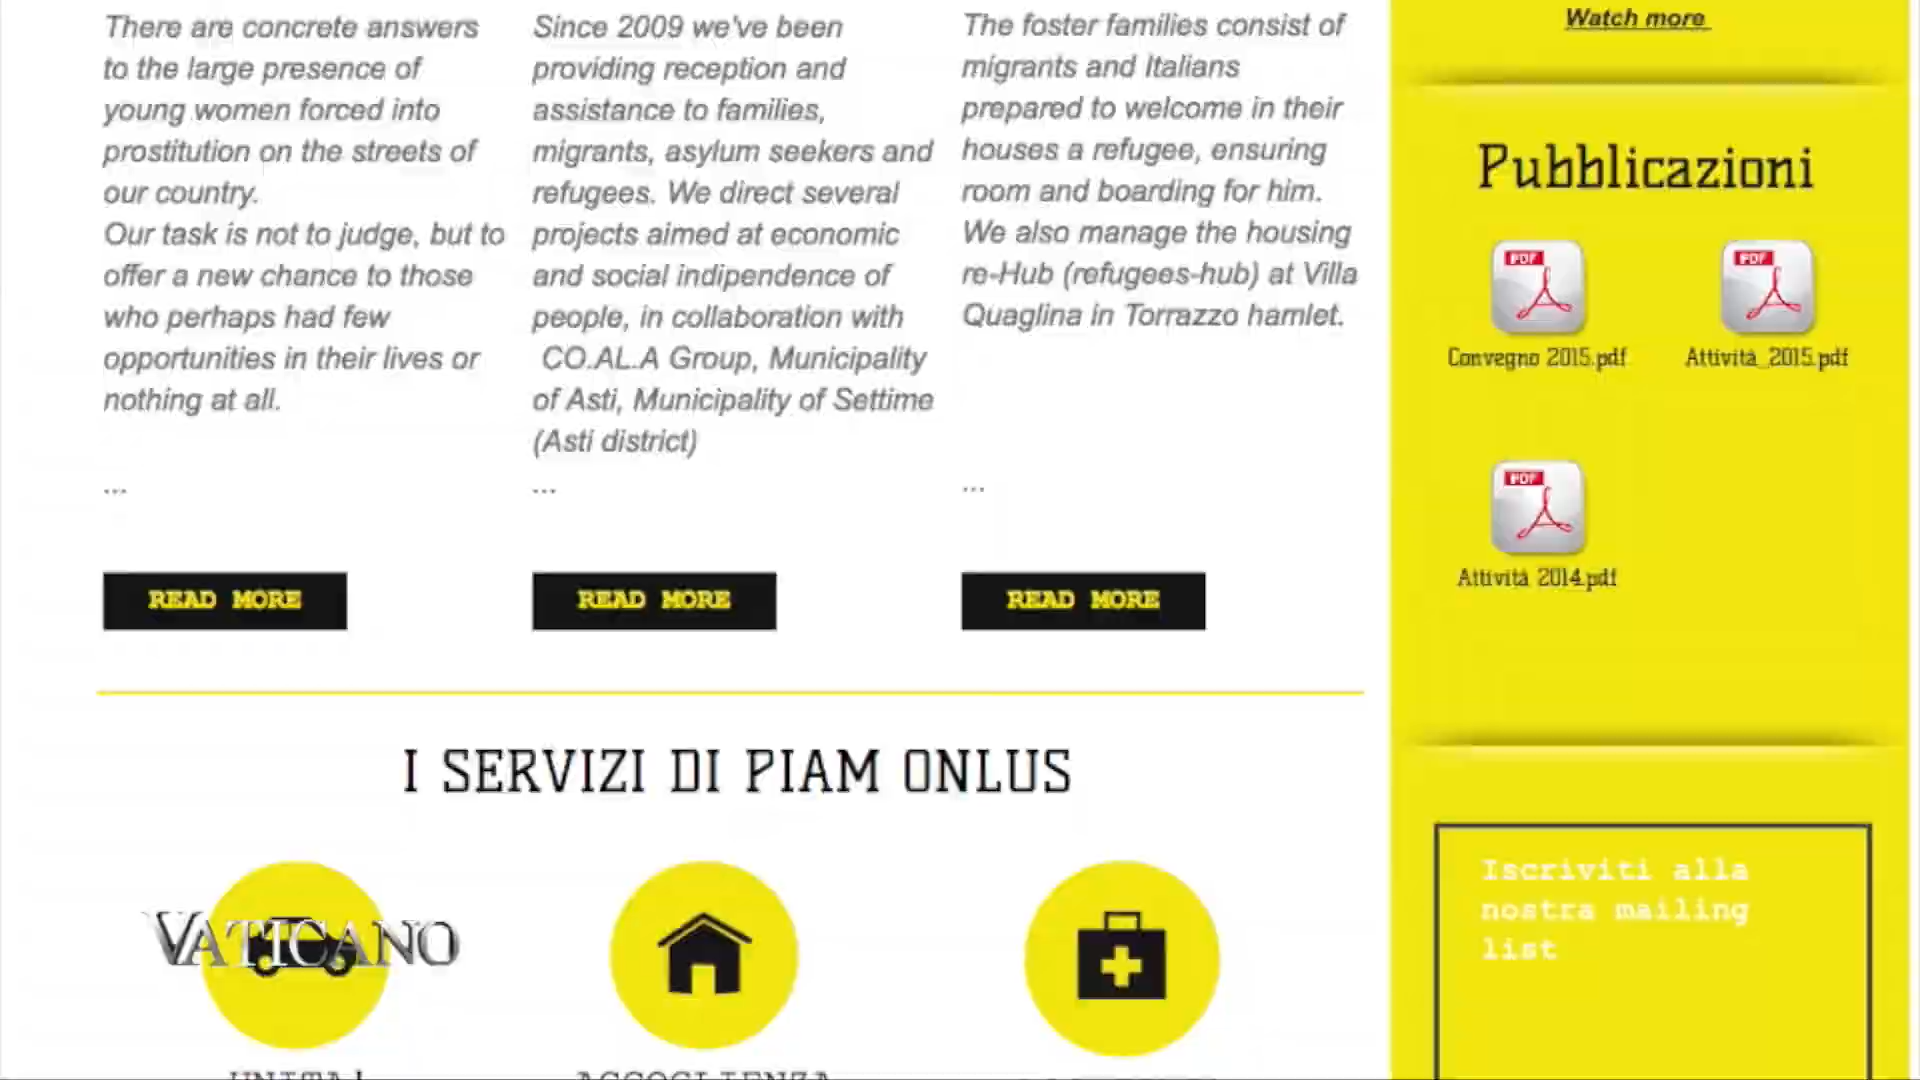 There are concrete answers
to the large presence of
young women forced into
prostitution on the streets of
our country.
Our task is not to judge, but to
offer a new chance to those
who perhaps had few
opportunities in their lives or
nothing at all.
...
READ MORE
Since 2009 we've been
providing reception and
assistance to families,
migrants, asylum seekers and
refugees. We direct several
projects aimed at economic
and social indipendence of
people, in collaboration with
CO.AL.A Group, Municipality
of Asti, Municipality of Settime
(Asti district)
...
READ MORE
The foster families consist of
migrants and Italians
prepared to welcome in their
houses a refugee, ensuring
room and boarding for him.
We also manage the housing
re-Hub (refugees-hub) at Villa
Quaglina in Torrazzo hamlet.
...
READ MORE
I SERVIZI DI PIAM ONLUS
VATICANO
UNITA'
ACCOGLIENZA
Watch more
Pubblicazioni
PDF
Convegno 2015.pdf
PDF
Attività_2015.pdf
PDF
Attività 2014.pdf
Iscriviti alla
nostra mailing
list